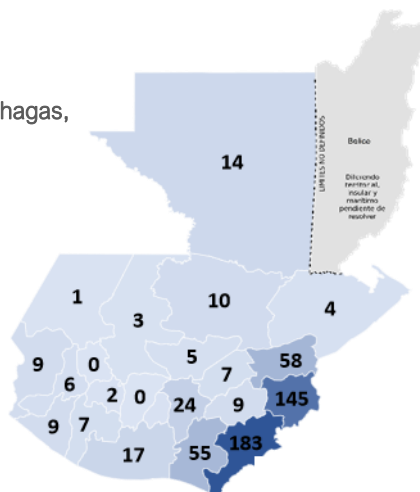 hagas,
14
LIMITES NO DEFINIDOS
Belice
Diferendo
territorial,
insular y
marítimo
pendiente de
resolver
1
3
10
4
9
0
5
7
58
6
2
0
24
9
145
9
7
17
55
183